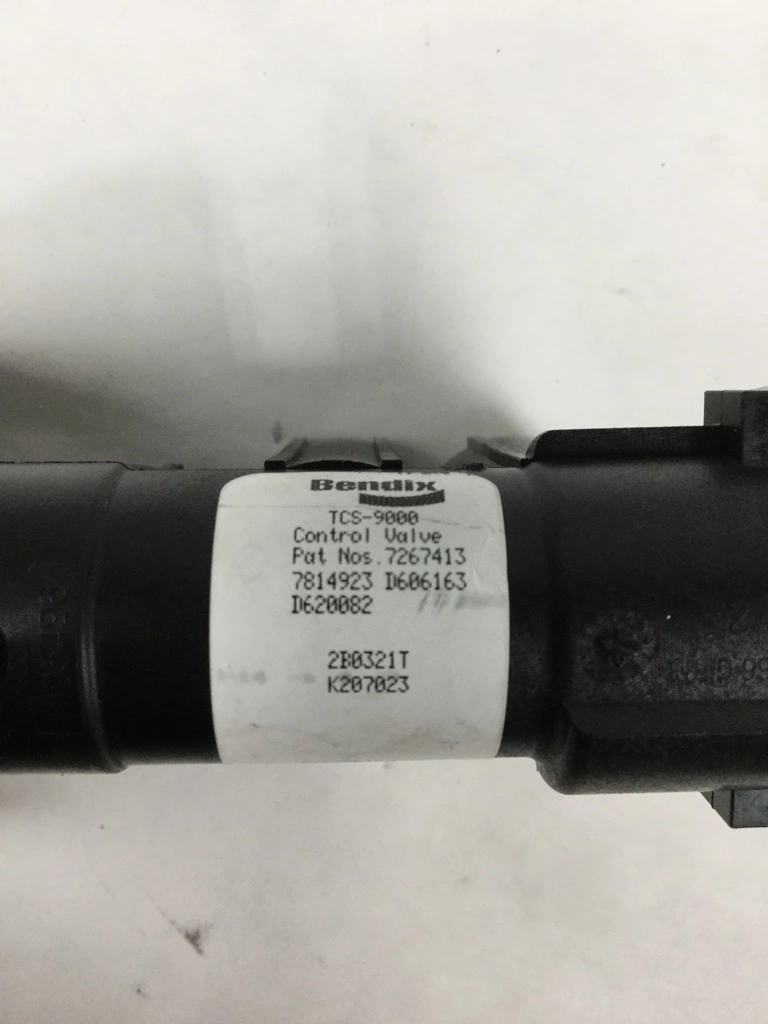 Bendix
TCS-9000
Control Valve
Pat Nos.7267413
7814923 D606163
D620082
2B0321T
K207023